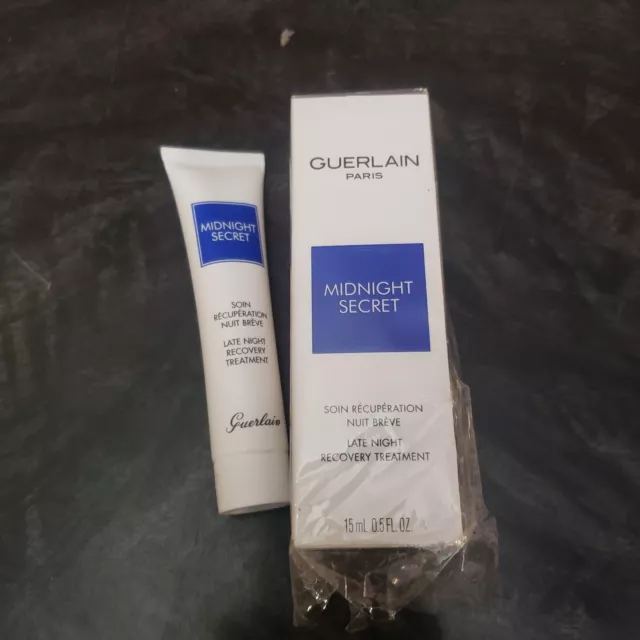 MIDNIGHT
SECRET
SOIN
RÉCUPÉRATION
NUIT BRÈVE
LATE NIGHT
RECOVERY
TREATMENT
Guerlain
GUERLAIN
PARIS
MIDNIGHT
SECRET
SOIN RÉCUPÉRATION
NUIT BRÈVE
LATE NIGHT
RECOVERY TREATMENT
15 mL 0.5 FL. OZ.